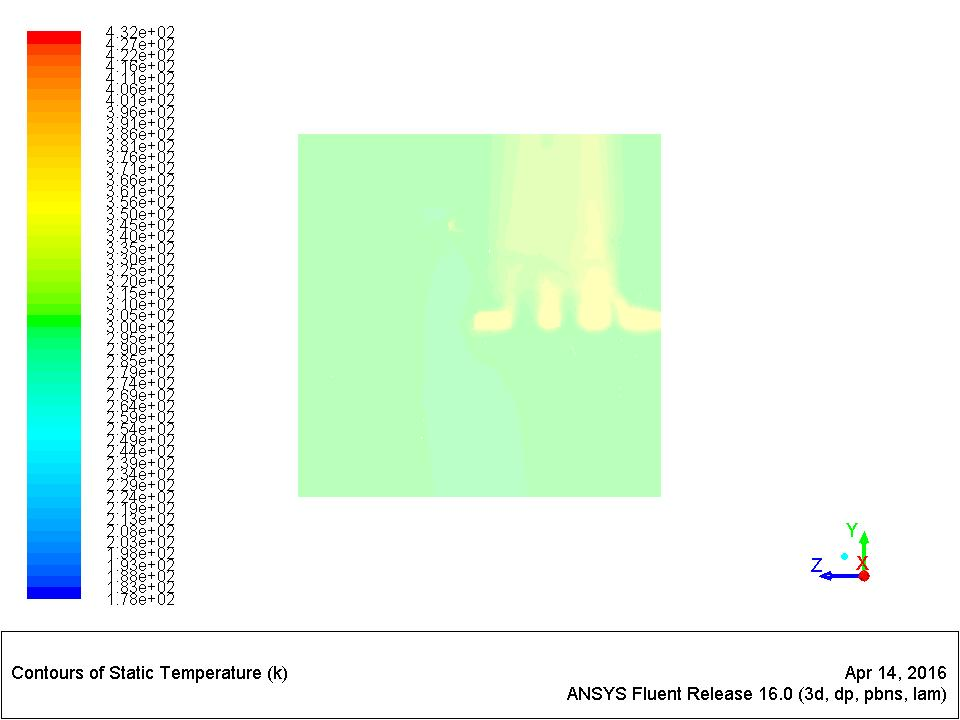 4.32e+02
4.27e+02
4.22e+02
4.16e+02
4.11e+02
4.06e+02
4.01e+02
3.96e+02
3.91e+02
3.86e+02
3.81e+02
3.76e+02
3.71e+02
3.66e+02
3.61e+02
3.56e+02
3.50e+02
3.45e+02
3.40e+02
3.35e+02
3.30e+02
3.25e+02
3.20e+02
3.15e+02
3.10e+02
3.05e+02
3.00e+02
2.95e+02
2.90e+02
2.85e+02
2.79e+02
2.74e+02
2.69e+02
2.64e+02
2.59e+02
2.54e+02
2.49e+02
2.44e+02
2.39e+02
2.34e+02
2.29e+02
2.24e+02
2.19e+02
2.13e+02
2.08e+02
2.03e+02
1.98e+02
1.93e+02
1.88e+02
1.83e+02
1.78e+02
Y
Z X
Contours of Static Temperature (k)
Apr 14, 2016
ANSYS Fluent Release 16.0 (3d, dp, pbns, lam)